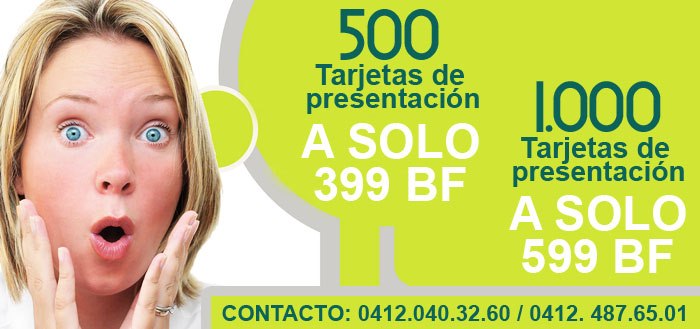 500
Tarjetas de
presentación
A SOLO
399 BF
1.000
Tarjetas de
presentación
A SOLO
599 BF
CONTACTO: 0412.040.32.60 / 0412. 487.65.01